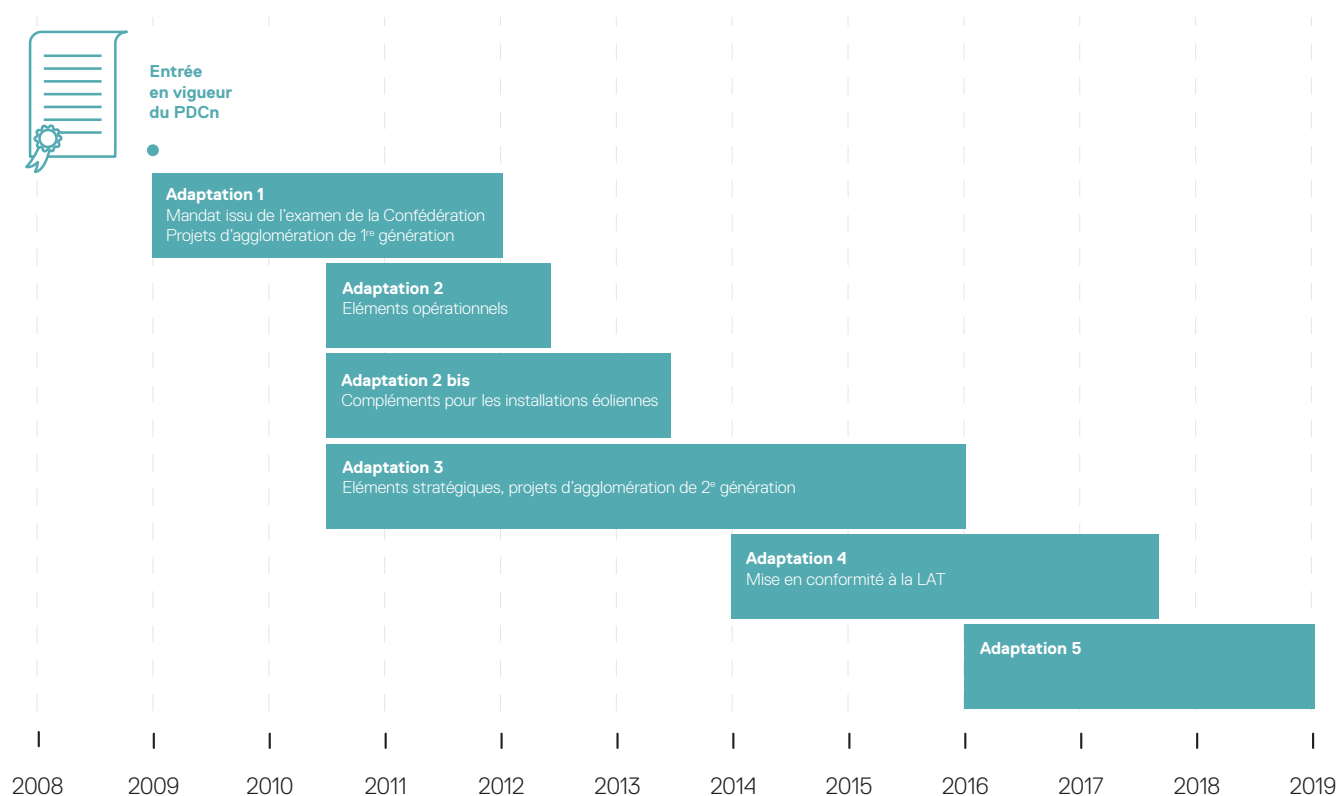 Entrée
en vigueur
du PDCn
Adaptation 1
Mandat issu de l'examen de la Confédération
Projets d'agglomération de 1re génération
Adaptation 2
Eléments opérationnels
Adaptation 2 bis
Compléments pour les installations éoliennes
Adaptation 3
Eléments stratégiques, projets d'agglomération de 2e génération
Adaptation 4
Mise en conformité à la LAT
Adaptation 5
2008 2009 2010 2011 2012 2013 2014 2015 2016 2017 2018 2019